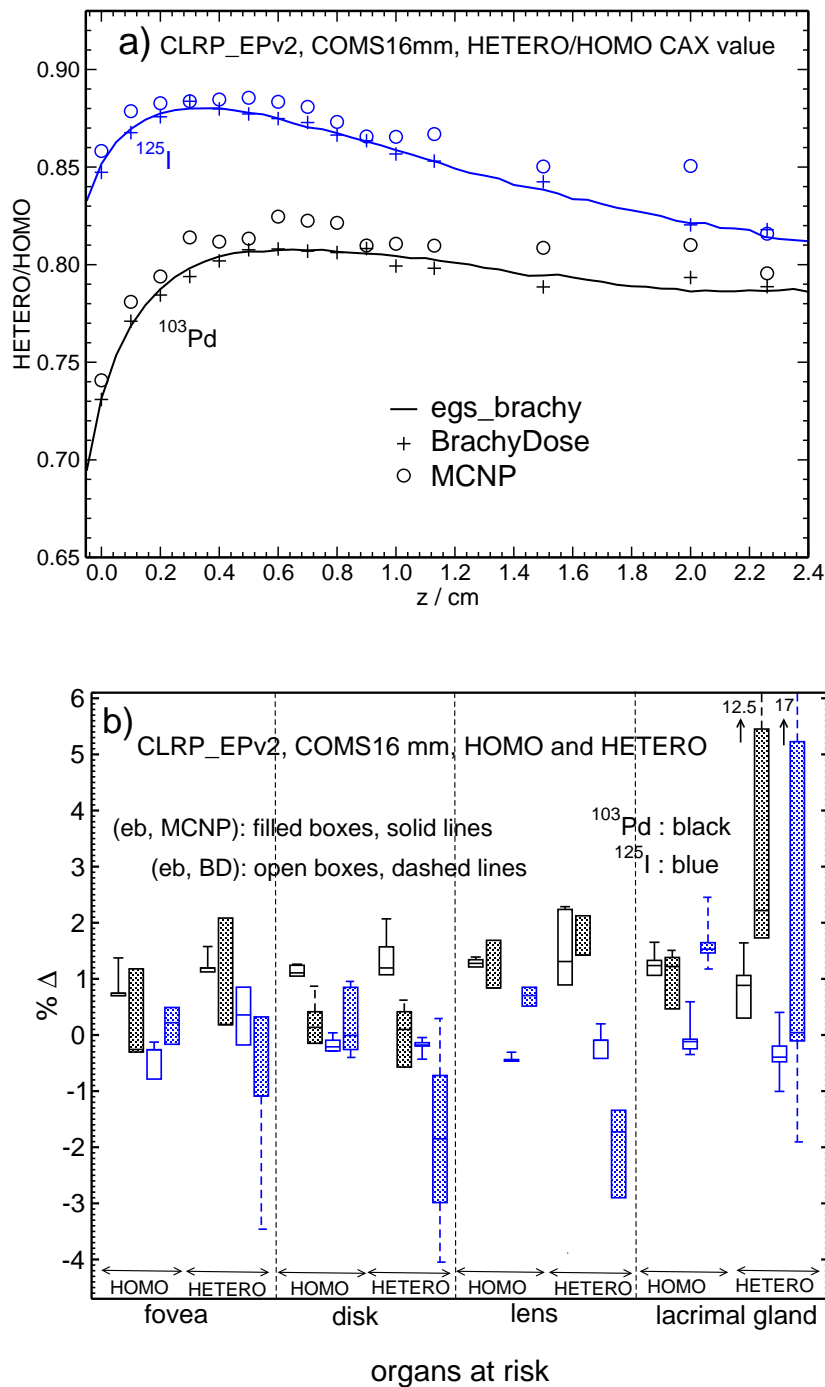 a) CLRP_EPv2, COMS16mm, HETERO/HOMO CAX value
HETERO/HOMO
0.90
0.85
0.80
0.75
0.70
0.65
125I
103Pd
egs_brachy
BrachyDose
MCNP
0.0 0.2 0.4 0.6 0.8 1.0 1.2 1.4 1.6 1.8 2.0 2.2 2.4
z / cm
b) CLRP_EPv2, COMS16 mm, HOMO and HETERO
12.5 17
(eb, MCNP): filled boxes, solid lines
(eb, BD): open boxes, dashed lines
103Pd : black
125I : blue
% Δ
6
5
4
3
2
1
0
-1
-2
-3
-4
HOMO HETERO HOMO HETERO HOMO HETERO HOMO HETERO
fovea disk lens lacrimal gland
organs at risk